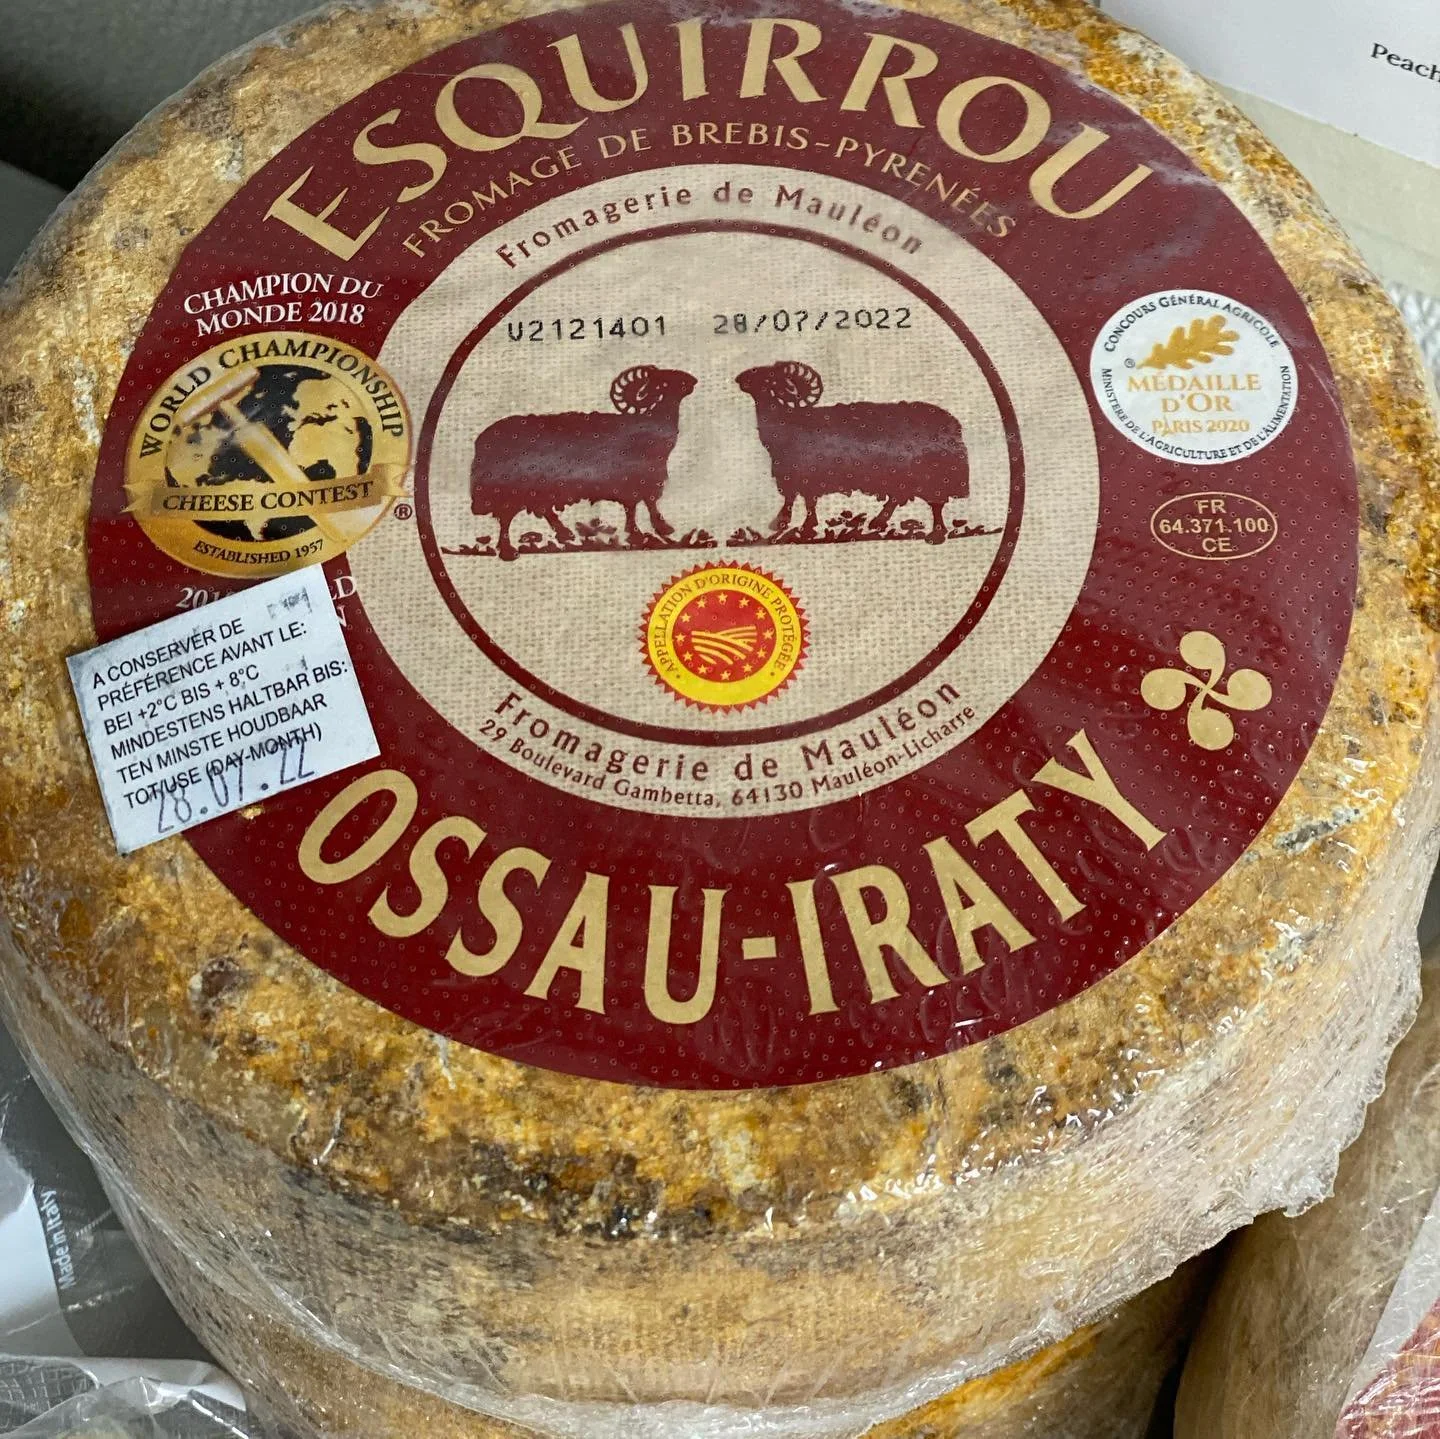 Peach
ESQUIRROU
FROMAGE DE BREBIS-PYRENÉES
Fromagerie de Mauléon
V2121401 28/07/2022
CHAMPION DU
MONDE 2018
WORLD CHAMPIONSHIP
CHEESE CONTEST
ESTABLISHED 1957
®
CONCOURS GÉNÉRAL AGRICOLE
®
MÉDAILLE
D'OR
PARIS 2020
MINISTÈRE DE L'AGRICULTURE ET DE L'ALIMENTATION
FR
64.371.100
CE
APPELLATION D'ORIGINE PROTÉGÉE
A CONSERVER DE
PRÉFÉRENCE AVANT LE:
BEI +2°C BIS + 8°C
MINDESTENS HALTBAR BIS:
TEN MINSTE HOUDBAAR
TOT/USE (DAY-MONTH)
28.07.22
Fromagerie de Mauléon
29 Boulevard Gambetta, 64130 Mauléon-Licharre
OSSAU-IRATY
Made in Italy